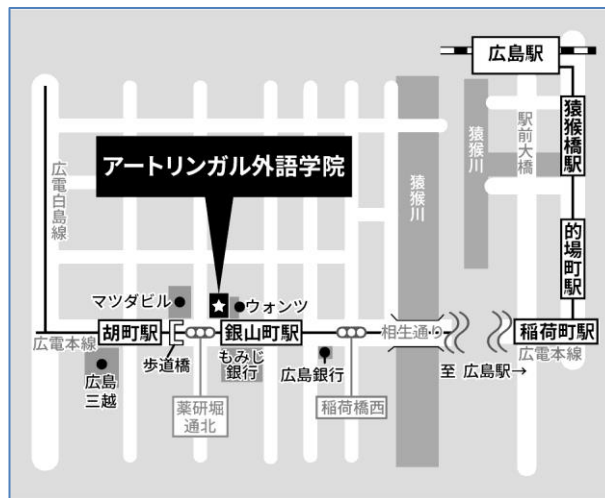 広島駅
猿猴橋駅
駅前大橋
猿猴川
猿猴川
広電白島線
アートリンガル外語学院
的場町駅
マツダビル
ウォンツ
胡町駅
銀山町駅
相生通り
稲荷町駅
広電本線
広電本線
歩道橋
もみじ
銀行
広島銀行
至 広島駅→
広島
三越
薬研堀
通北
稲荷橋西